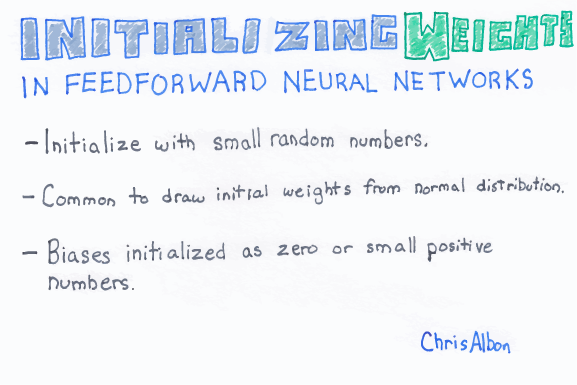 INITIALIZING WEIGHTS
IN FEEDFORWARD NEURAL NETWORKS
- Initialize with small random numbers.
- Common to draw initial weights from normal distribution.
- Biases initialized as zero or small positive
numbers.
ChrisAlbon